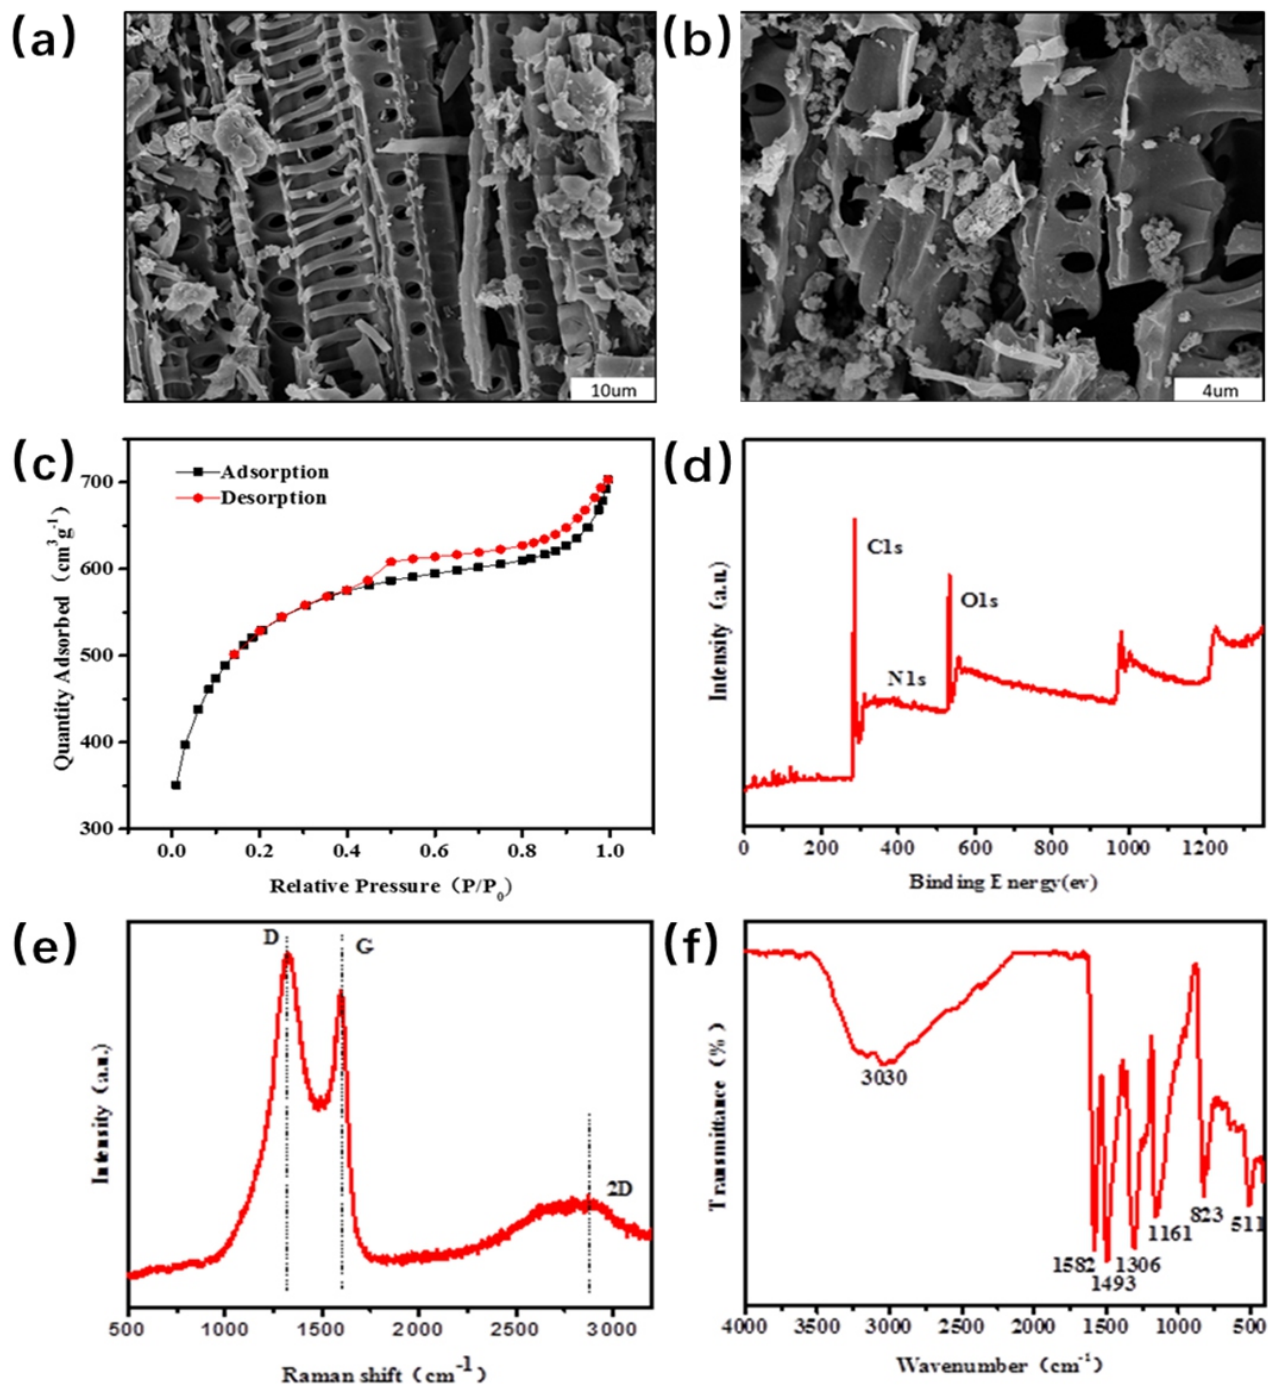 (a)
10um
(b)
4um
(c)
Adsorption
Desorption
Quantity Adsorbed (cm³g⁻¹)
700
600
500
400
300
0.0 0.2 0.4 0.6 0.8 1.0
Relative Pressure (P/P₀)
(d)
C1s
O1s
N1s
Intensity (a.u.)
0 200 400 600 800 1000 1200
Binding Energy(ev)
(e)
D
G
2D
Intensity (a.u.)
500 1000 1500 2000 2500 3000
Raman shift (cm⁻¹)
(f)
Transmittance (%)
3030
1582
1493
1306
1161
823
511
4000 3500 3000 2500 2000 1500 1000 500
Wavenumber (cm⁻¹)